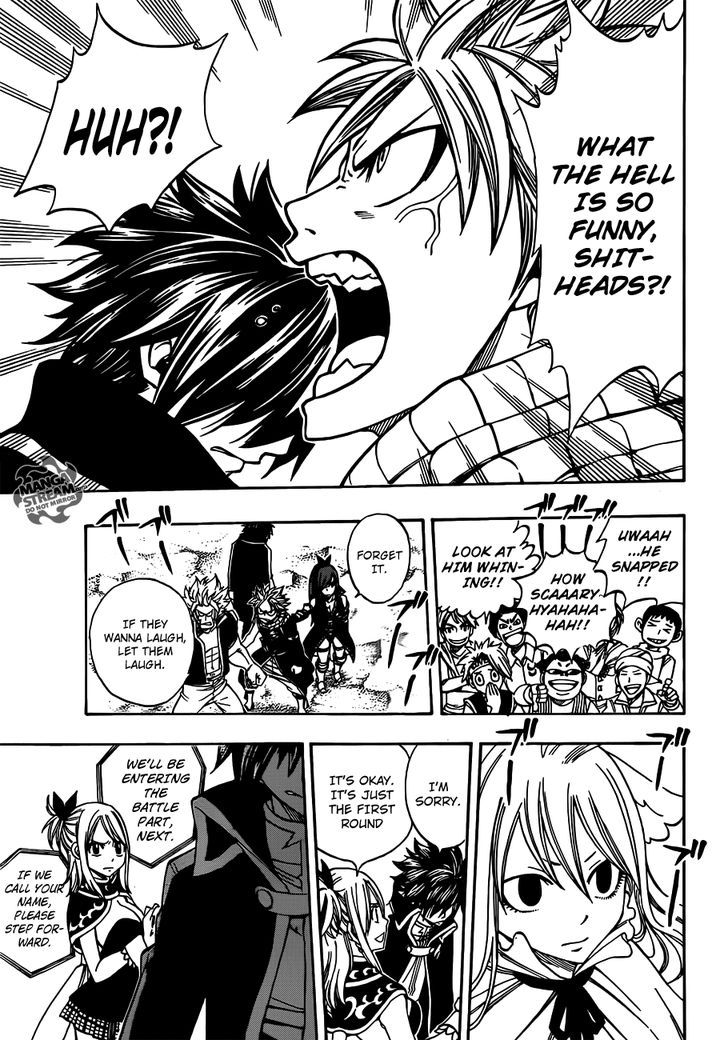 WHAT
THE HELL
IS SO
FUNNY,
SHIT-
HEADS?!
HUH?!
MANGA
STREAM
DO NOT MIRROR
UWAAH
...HE
SNAPPED!!
HOW
SCAAARY
HYAHAHA-
HAH!!
LOOK AT
HIM WHIN-
ING!!
FORGET
IT.
IF THEY
WANNA LAUGH,
LET THEM
LAUGH.
I'M
SORRY.
IT'S OKAY.
IT'S JUST
THE FIRST
ROUND
WE'LL BE
ENTERING
THE
BATTLE
PART,
NEXT.
IF WE
CALL YOUR
NAME,
PLEASE
STEP FOR-
WARD.